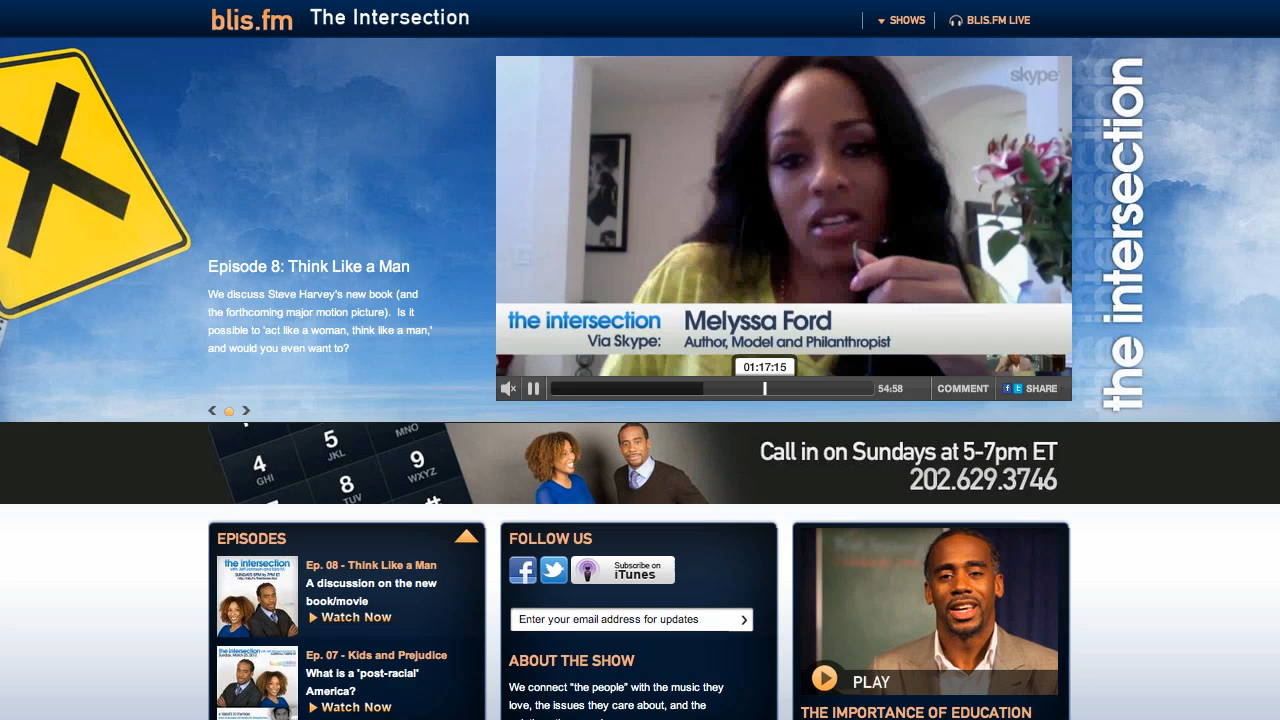 blis.fm
The Intersection
SHOWS
BLIS.FM LIVE
skype
the intersection
Episode 8: Think Like a Man
We discuss Steve Harvey's new book (and
the forthcoming major motion picture). Is it
possible to 'act like a woman, think like a man,'
and would you even want to?
the intersection
Melyssa Ford
Via Skype:
Author, Model and Philanthropist
01:17:15
54:58
COMMENT
SHARE
4
GHI
5
JKL
MNO
8
TUV
9
WXYZ
#
Call in on Sundays at 5-7pm ET
202.629.3746
EPISODES
the intersection
Ep. 08 - Think Like a Man
A discussion on the new
book/movie
Watch Now
the intersection
Ep. 07 - Kids and Prejudice
What is a 'post-racial'
America?
Watch Now
FOLLOW US
Subscribe on
iTunes
Enter your email address for updates
ABOUT THE SHOW
We connect "the people" with the music they
love, the issues they care about, and the
PLAY
THE IMPORTANCE OF EDUCATION